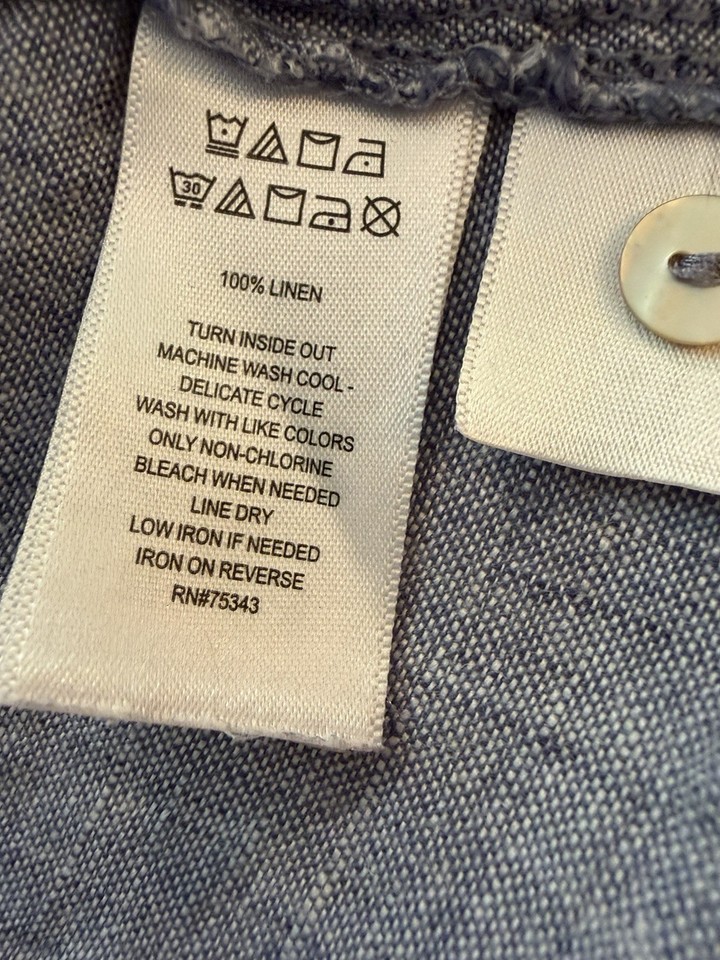 30
100% LINEN
TURN INSIDE OUT
MACHINE WASH COOL -
DELICATE CYCLE
WASH WITH LIKE COLORS
ONLY NON-CHLORINE
BLEACH WHEN NEEDED
LINE DRY
LOW IRON IF NEEDED
IRON ON REVERSE
RN#75343